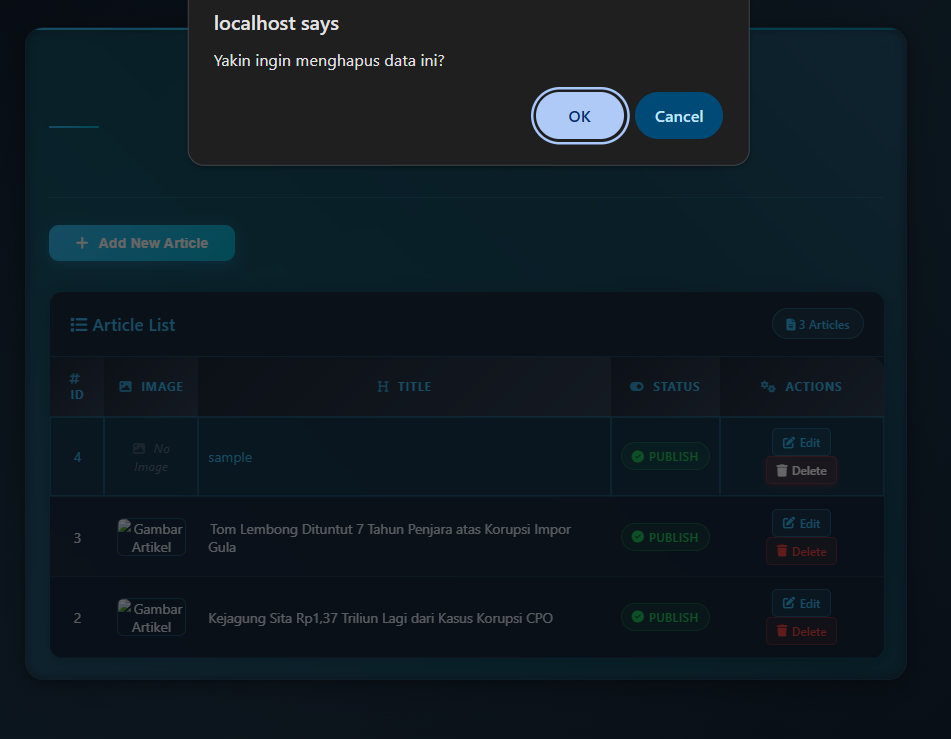 localhost says
Yakin ingin menghapus data ini?
OK
Cancel
Add New Article
Article List
3 Articles
# ID
IMAGE
TITLE
STATUS
ACTIONS
4
No Image
sample
PUBLISH
Edit
Delete
3
Gambar Artikel
Tom Lembong Dituntut 7 Tahun Penjara atas Korupsi Impor
Gula
PUBLISH
Edit
Delete
2
Gambar Artikel
Kejagung Sita Rp1,37 Triliun Lagi dari Kasus Korupsi CPO
PUBLISH
Edit
Delete